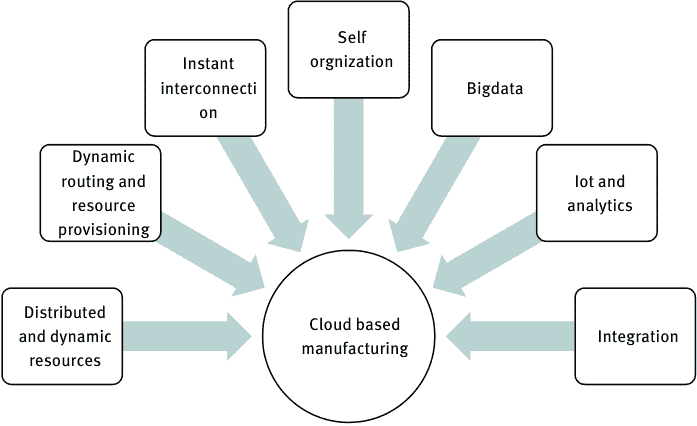 Self
orgnization
Instant
interconnecti
on
Bigdata
Dynamic
routing and
resource
provisioning
Iot and
analytics
Distributed
and dynamic
resources
Cloud based
manufacturing
Integration